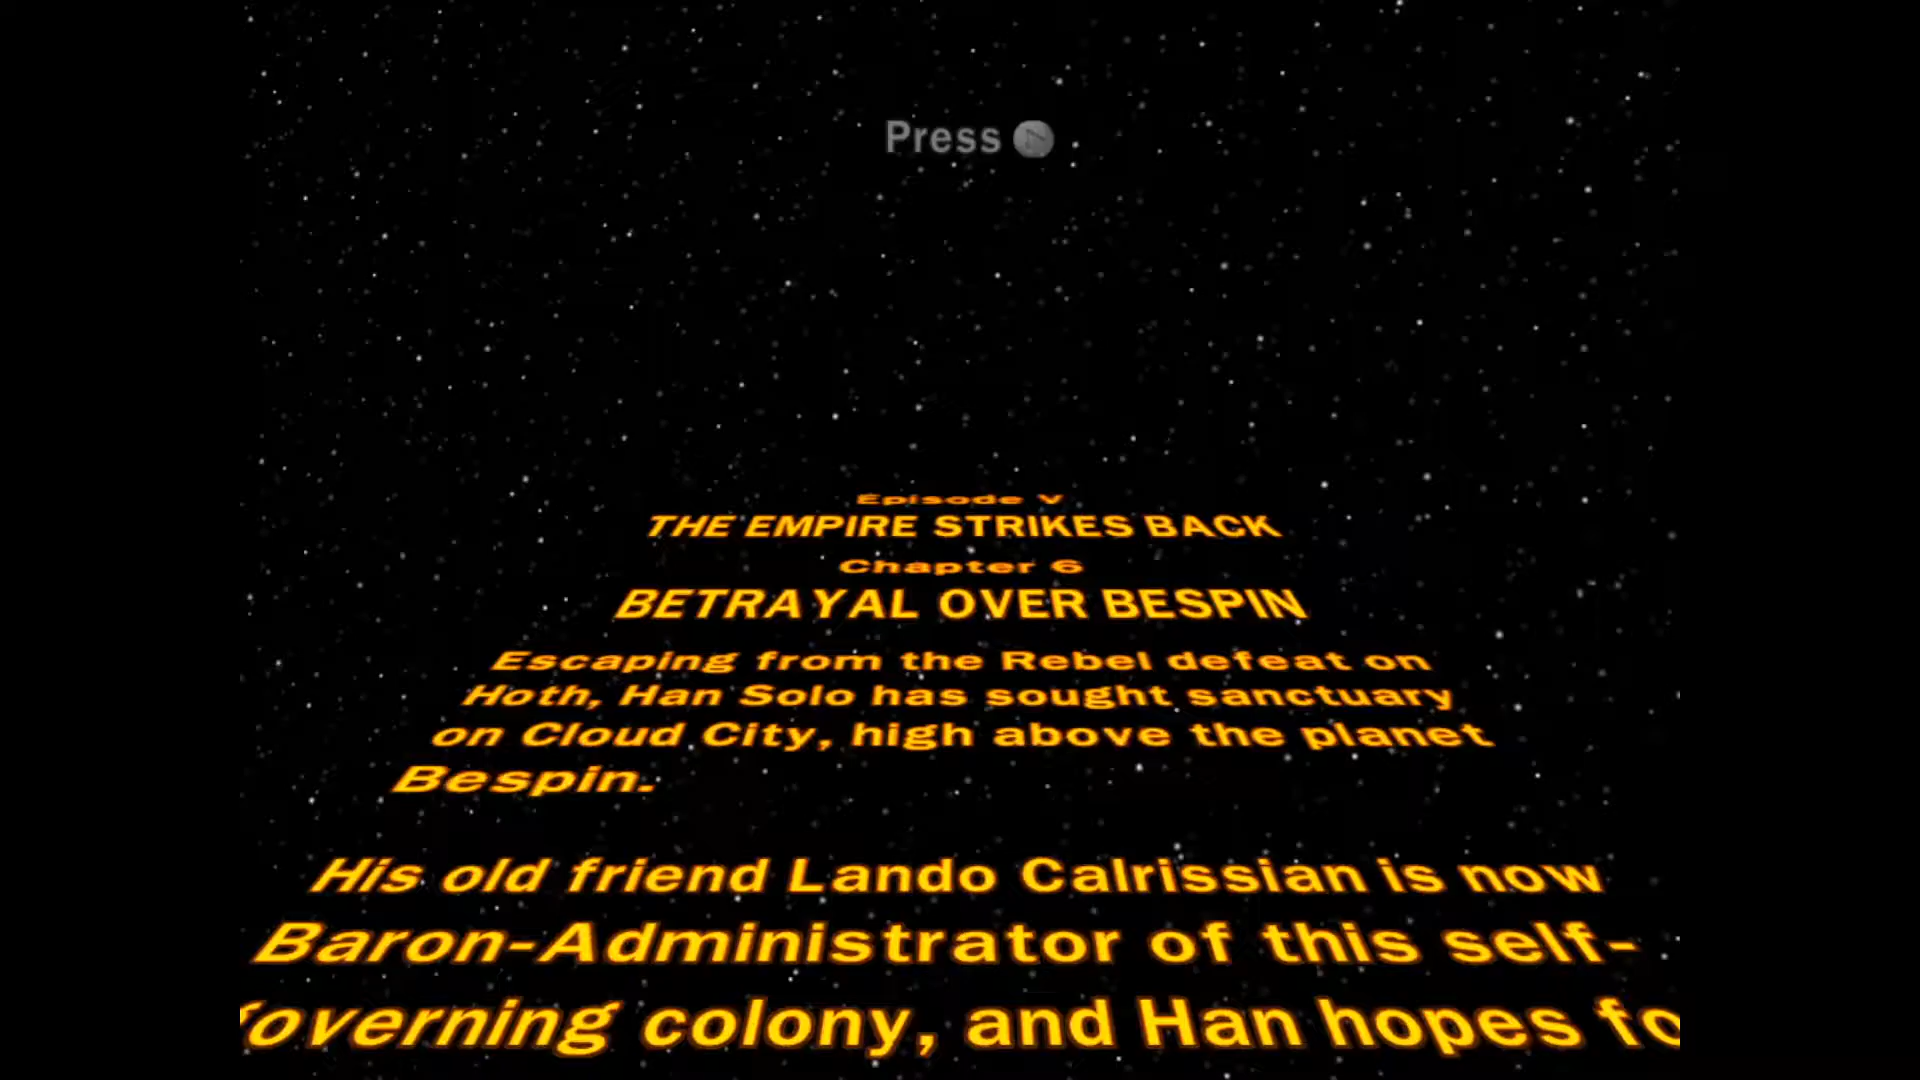 Press
Episode V
THE EMPIRE STRIKES BACK
Chapter 6
BETRAYAL OVER BESPIN
Escaping from the Rebel defeat on
Hoth, Han Solo has sought sanctuary
on Cloud City, high above the planet
Bespin.
His old friend Lando Calrissian is now
Baron-Administrator of this self-
overning colony, and Han hopes fo